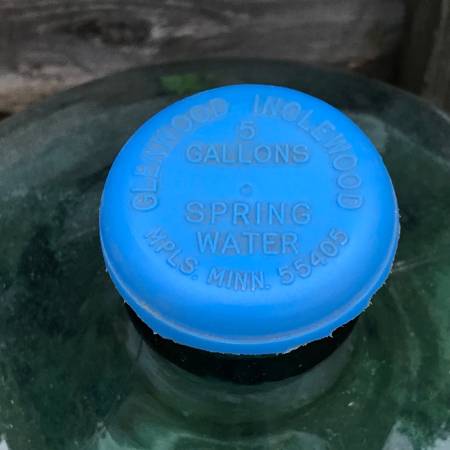 GLENWOOD INGLEWOOD
5
GALLONS
SPRING
WATER
MPLS. MINN. 55405